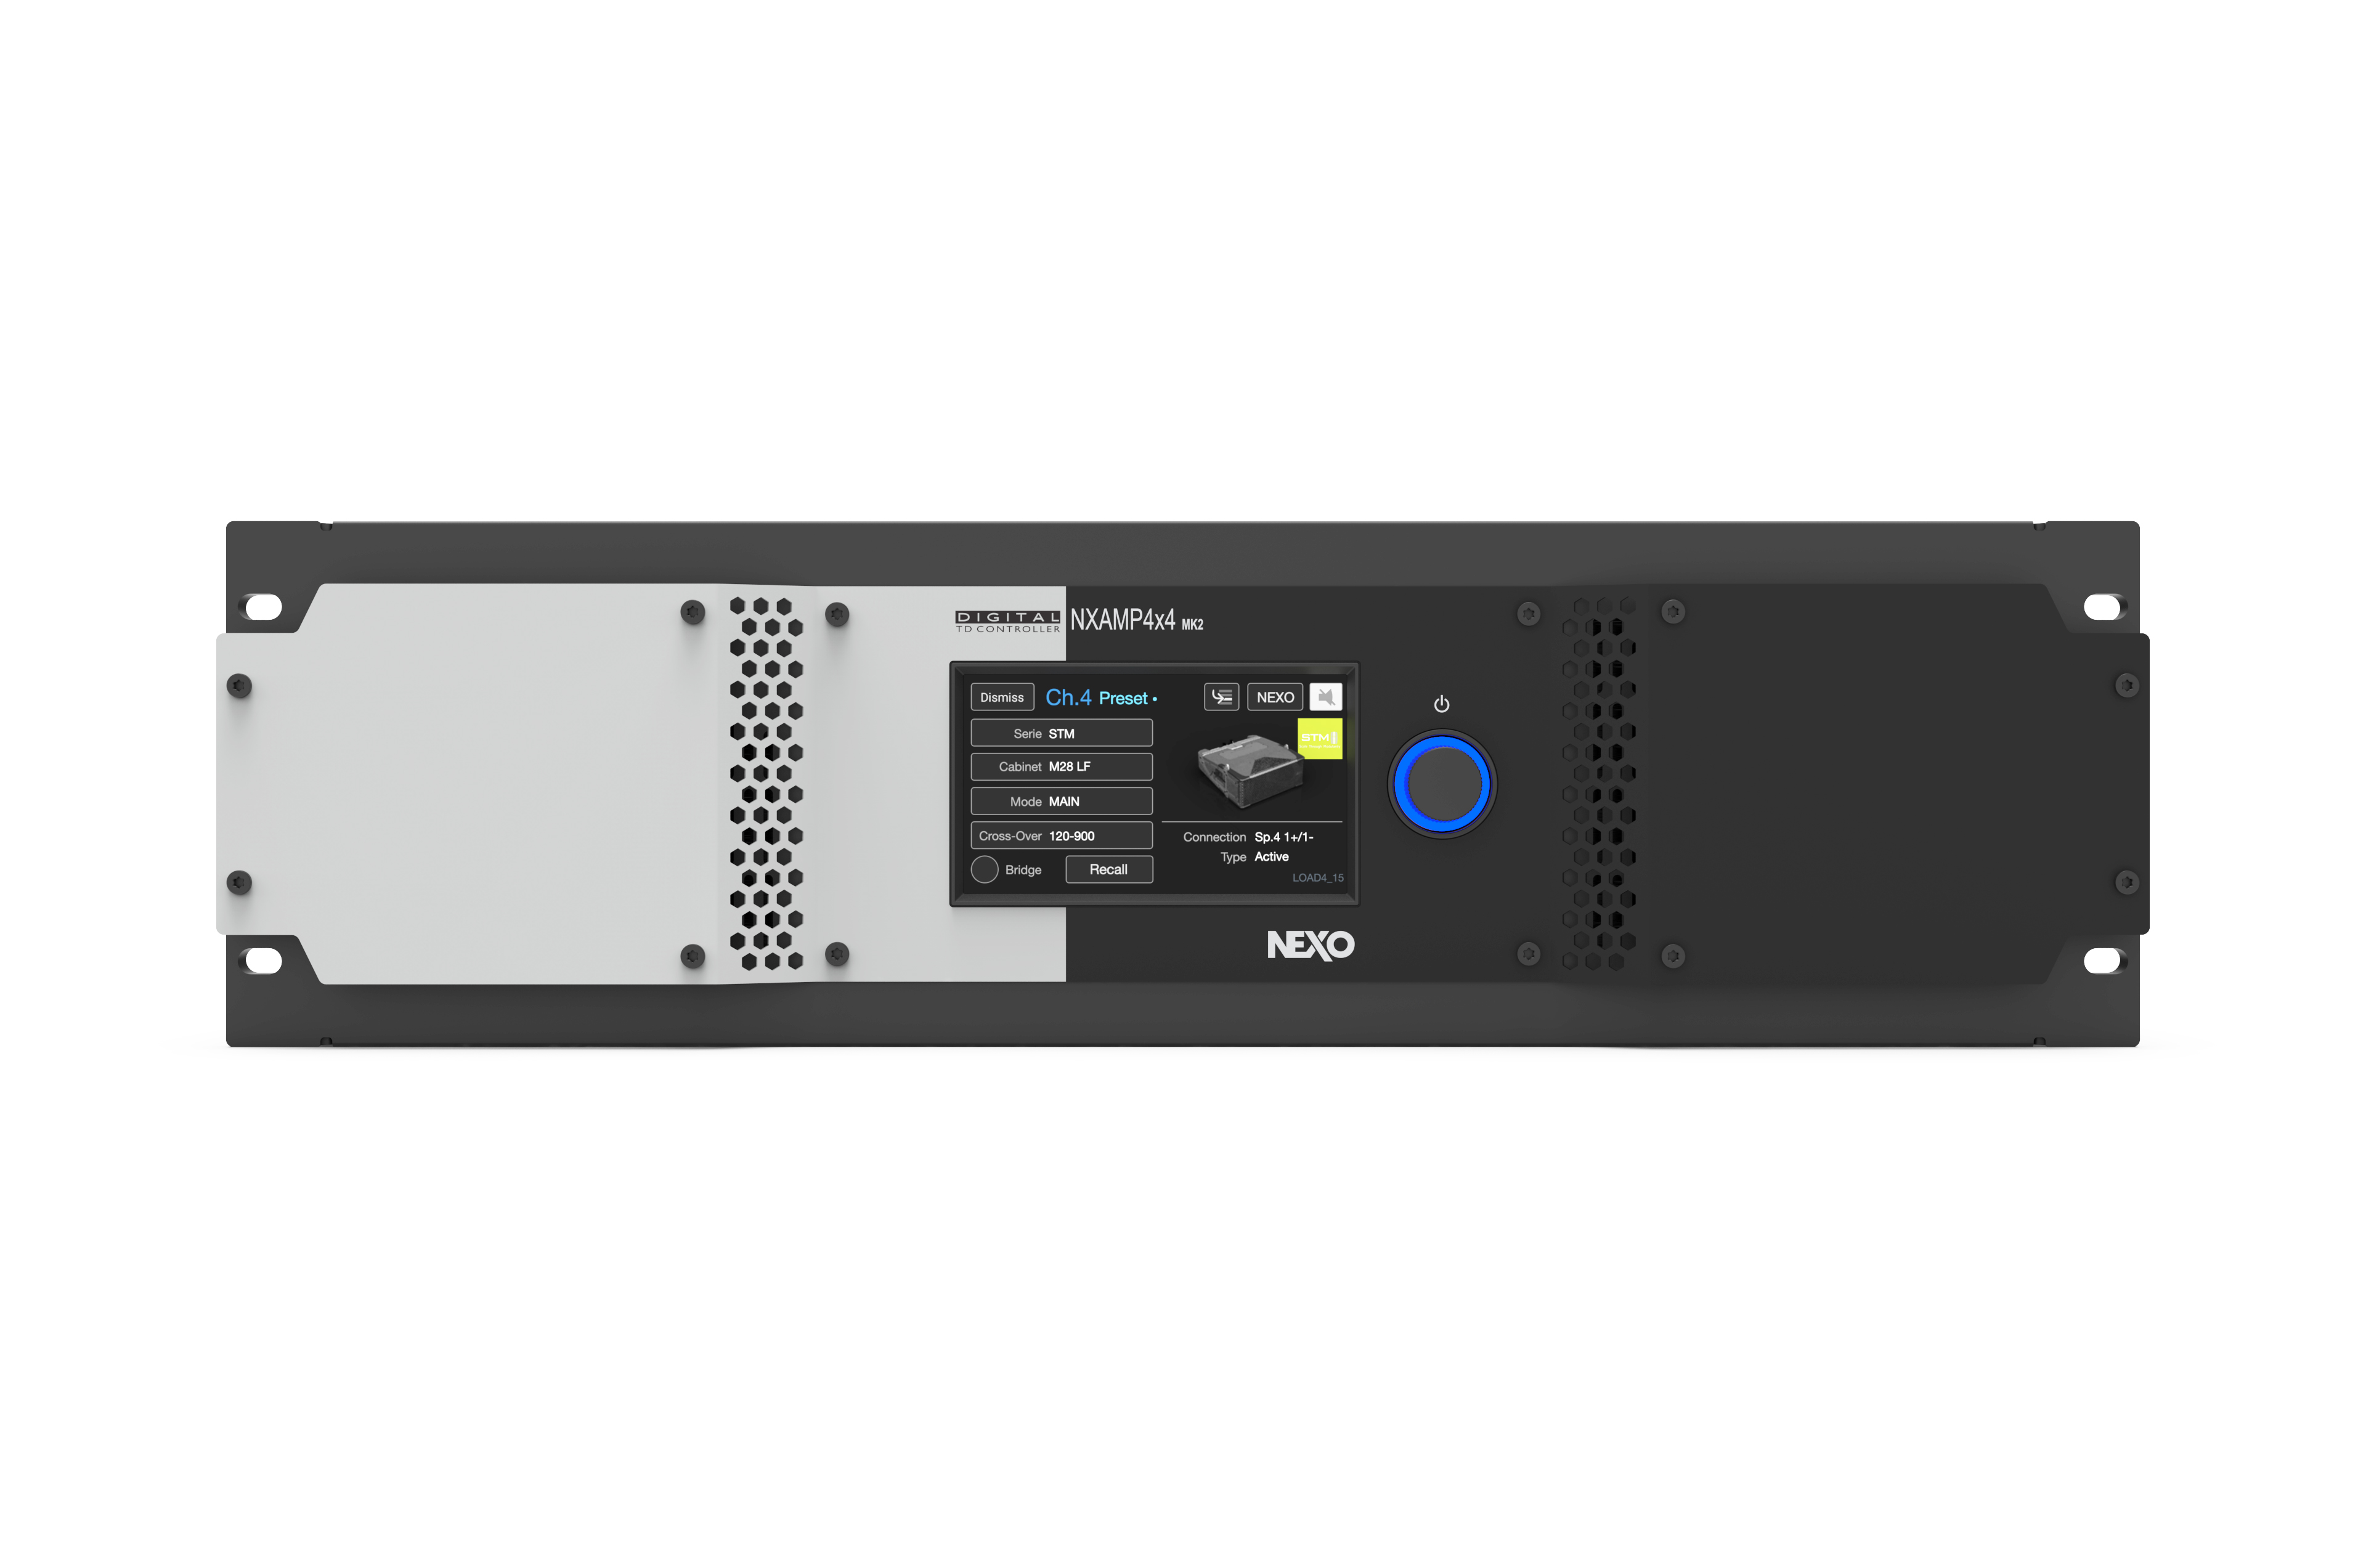 DIGITAL
TD CONTROLLER
NXAMP4x4 MK2
Dismiss Ch.4 Preset • NEXO
Serie STM
Cabinet M28 LF
Mode MAIN
Cross-Over 120-900
Bridge Recall
STM
Connection Sp.4 1+/1-
Type Active
LOAD4_15
NEXO